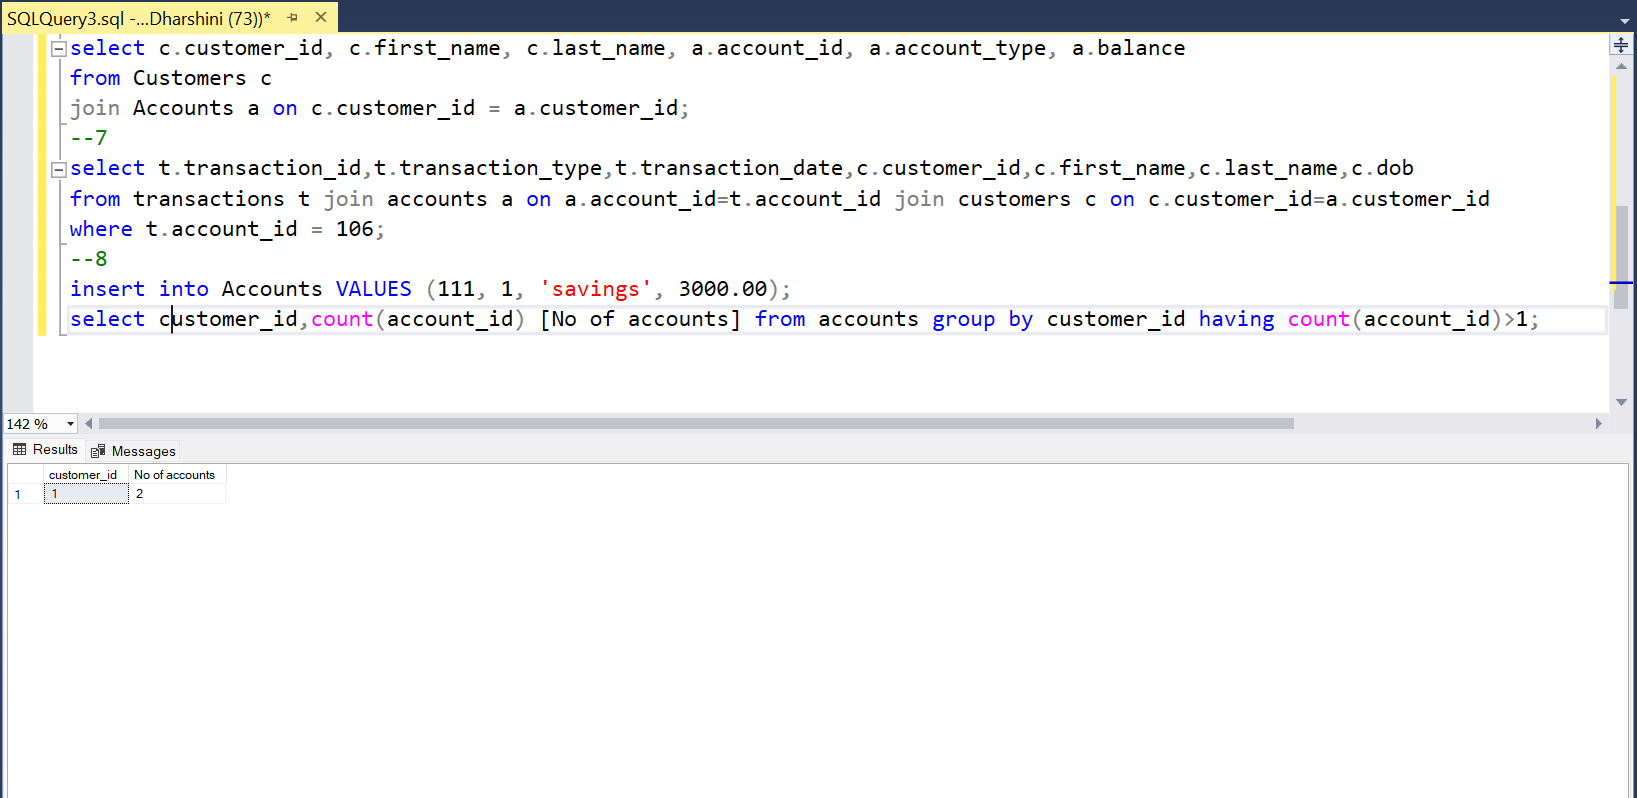 SQLQuery3.sql -...Dharshini (73))*
select c.customer_id, c.first_name, c.last_name, a.account_id, a.account_type, a.balance
from Customers c
join Accounts a on c.customer_id = a.customer_id;
--7
select t.transaction_id,t.transaction_type,t.transaction_date,c.customer_id,c.first_name,c.last_name,c.dob
from transactions t join accounts a on a.account_id=t.account_id join customers c on c.customer_id=a.customer_id
where t.account_id = 106;
--8
insert into Accounts VALUES (111, 1, 'savings', 3000.00);
select customer_id,count(account_id) [No of accounts] from accounts group by customer_id having count(account_id)>1;
142 %
Results Messages
customer_id No of accounts
1 1 2